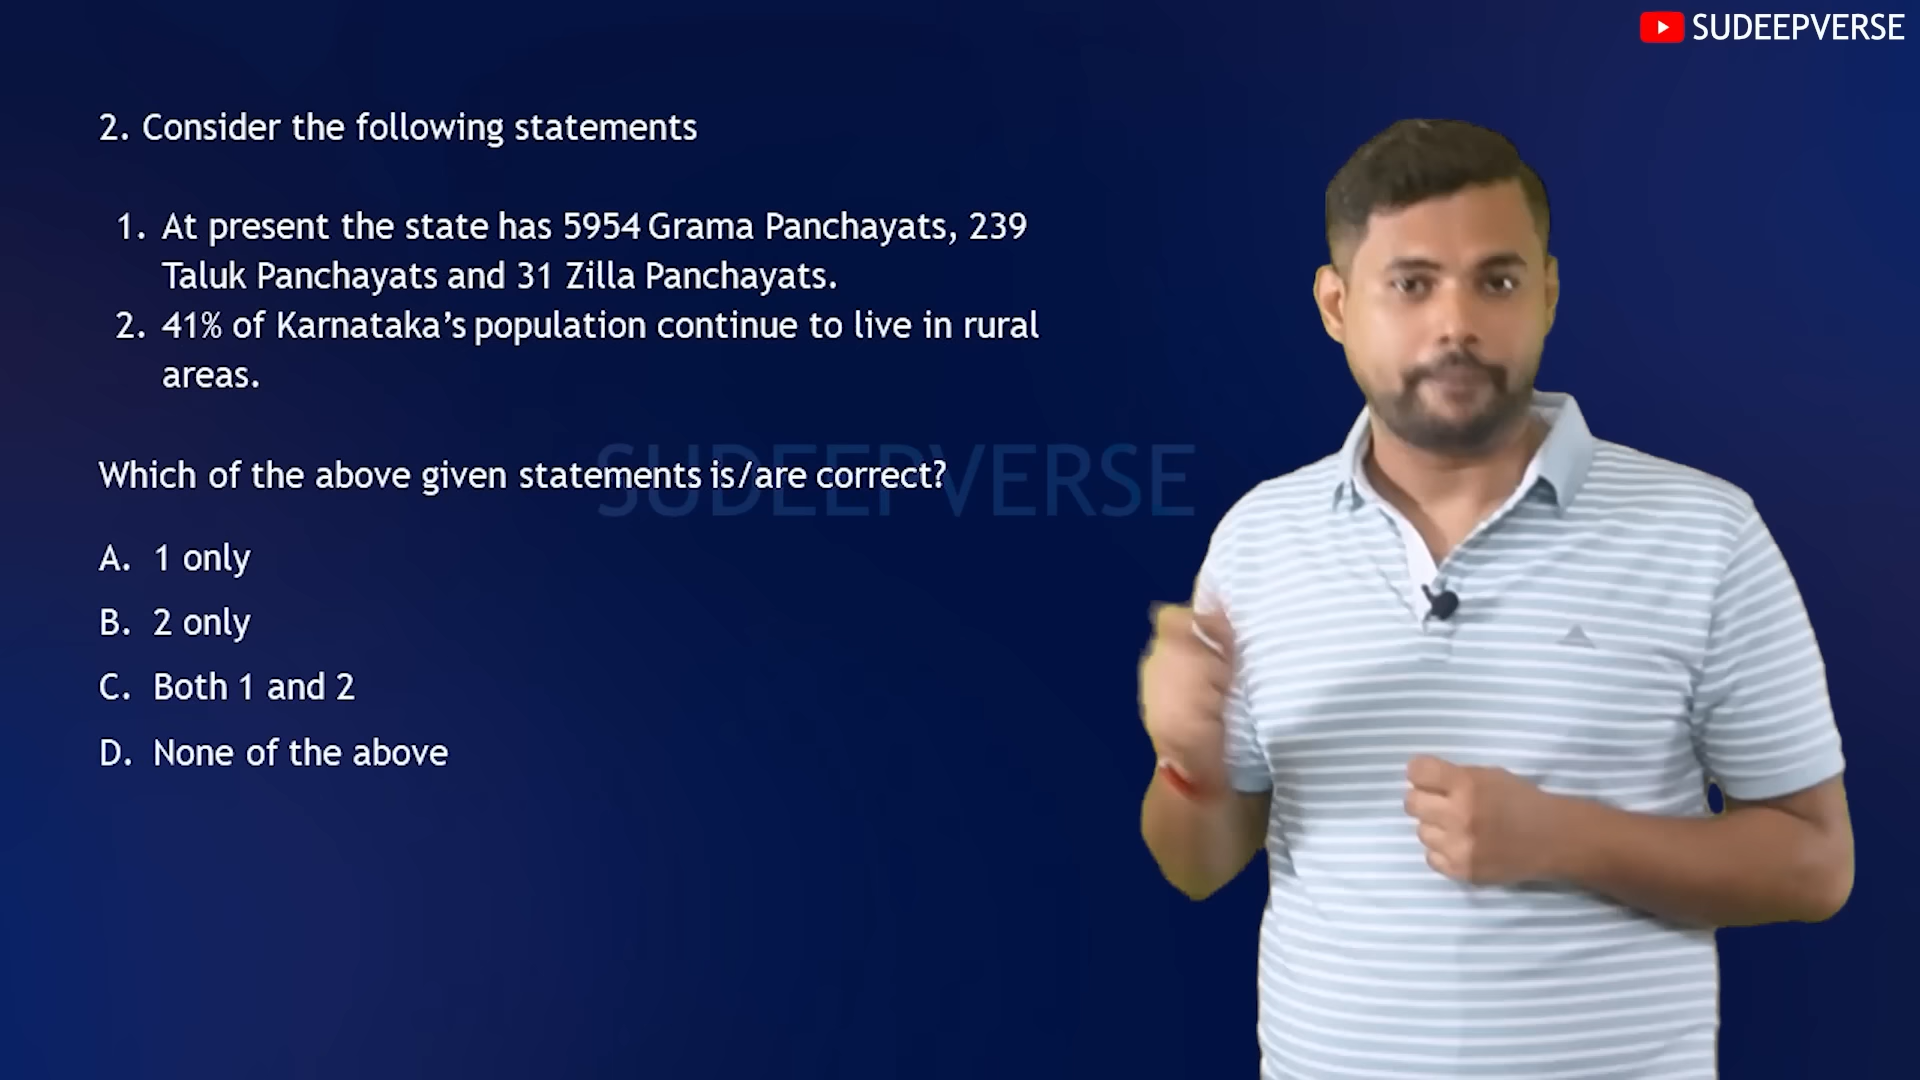 SUDEEPVERSE
2. Consider the following statements
1. At present the state has 5954 Grama Panchayats, 239
Taluk Panchayats and 31 Zilla Panchayats.
2. 41% of Karnataka's population continue to live in rural
areas.
SUDEEPVERSE
Which of the above given statements is/are correct?
A. 1 only
B. 2 only
C. Both 1 and 2
D. None of the above